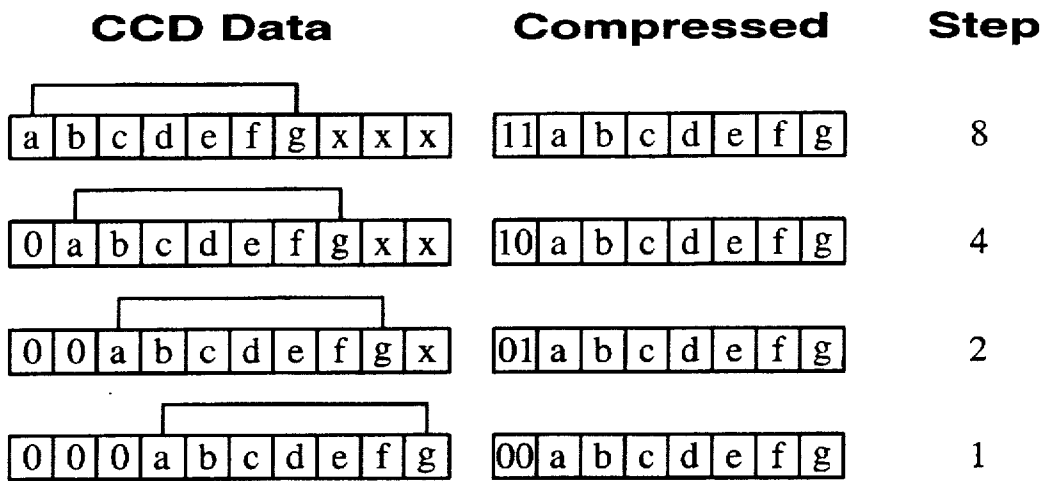 CCD Data Compressed Step
a b c d e f g x x x 11 a b c d e f g 8
0 a b c d e f g x x 10 a b c d e f g 4
0 0 a b c d e f g x 01 a b c d e f g 2
0 0 0 a b c d e f g 00 a b c d e f g 1